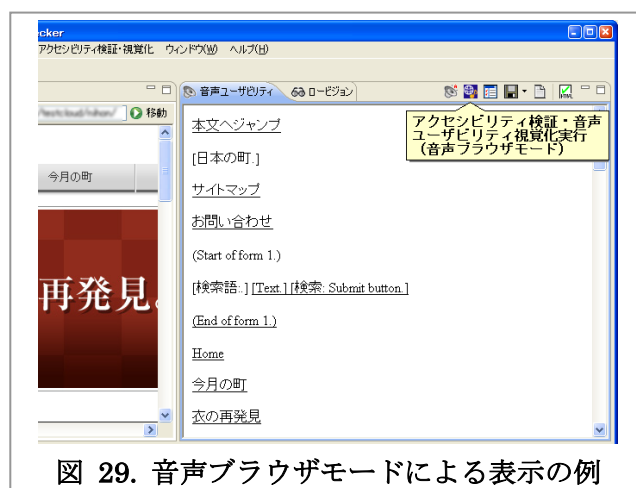 cker
アクセシビリティ検証・視覚化 ウィンドウ(W) ヘルプ(H)
音声ユーザビリティ ロービジョン
移動
アクセシビリティ検証・音声
ユーザビリティ視覚化実行
(音声ブラウザモード)
今月の町
再発見。
本文へジャンプ
[日本の町.]
サイトマップ
お問い合わせ
(Start of form 1.)
[検索語:.] [Text.] [検索: Submit button.]
(End of form 1.)
Home
今月の町
衣の再発見
図 29. 音声ブラウザモードによる表示の例